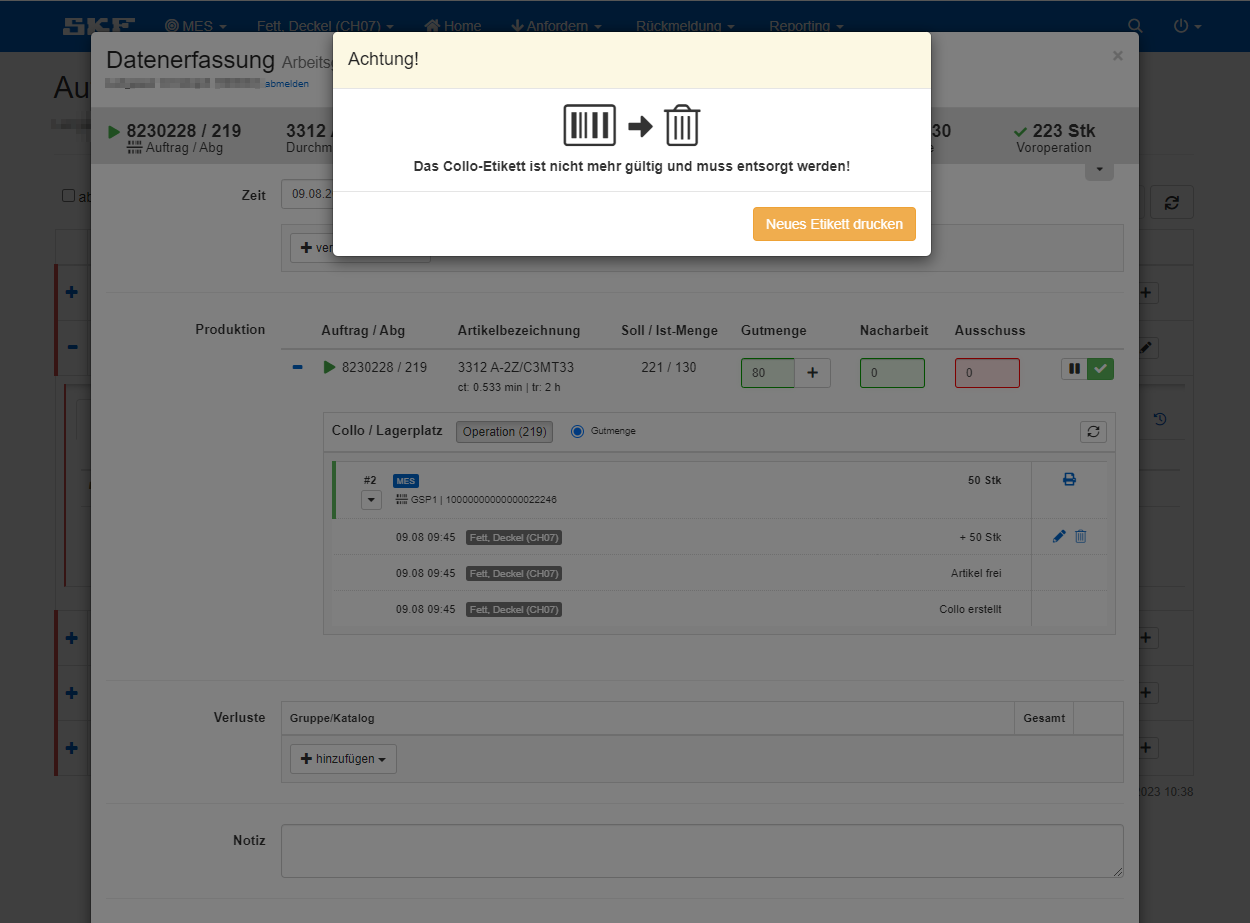 SKF MES Fett, Deckel (CH07) Home Anfordern Rückmeldung Reporting
Achtung!
Das Collo-Etikett ist nicht mehr gültig und muss entsorgt werden!
Neues Etikett drucken
Au
Datenerfassung
abmelden
×
8230228 / 219
Auftrag / Abg
3312
Durchm
30
223 Stk
Voroperation
ab
Zeit
09.08.2
ver
Produktion
Auftrag / Abg Artikelbezeichnung Soll / Ist-Menge Gutmenge Nacharbeit Ausschuss
8230228 / 219 3312 A-2Z/C3MT33 221 / 130 80 + 0 0
ct: 0.533 min | tr: 2 h
Collo / Lagerplatz Operation (219) Gutmenge
#2 MES 50 Stk
GSP1 | 10000000000000022246
09.08 09:45 Fett, Deckel (CH07) + 50 Stk
09.08 09:45 Fett, Deckel (CH07) Artikel frei
09.08 09:45 Fett, Deckel (CH07) Collo erstellt
Verluste
Gruppe/Katalog Gesamt
hinzufügen
2023 10:38
Notiz